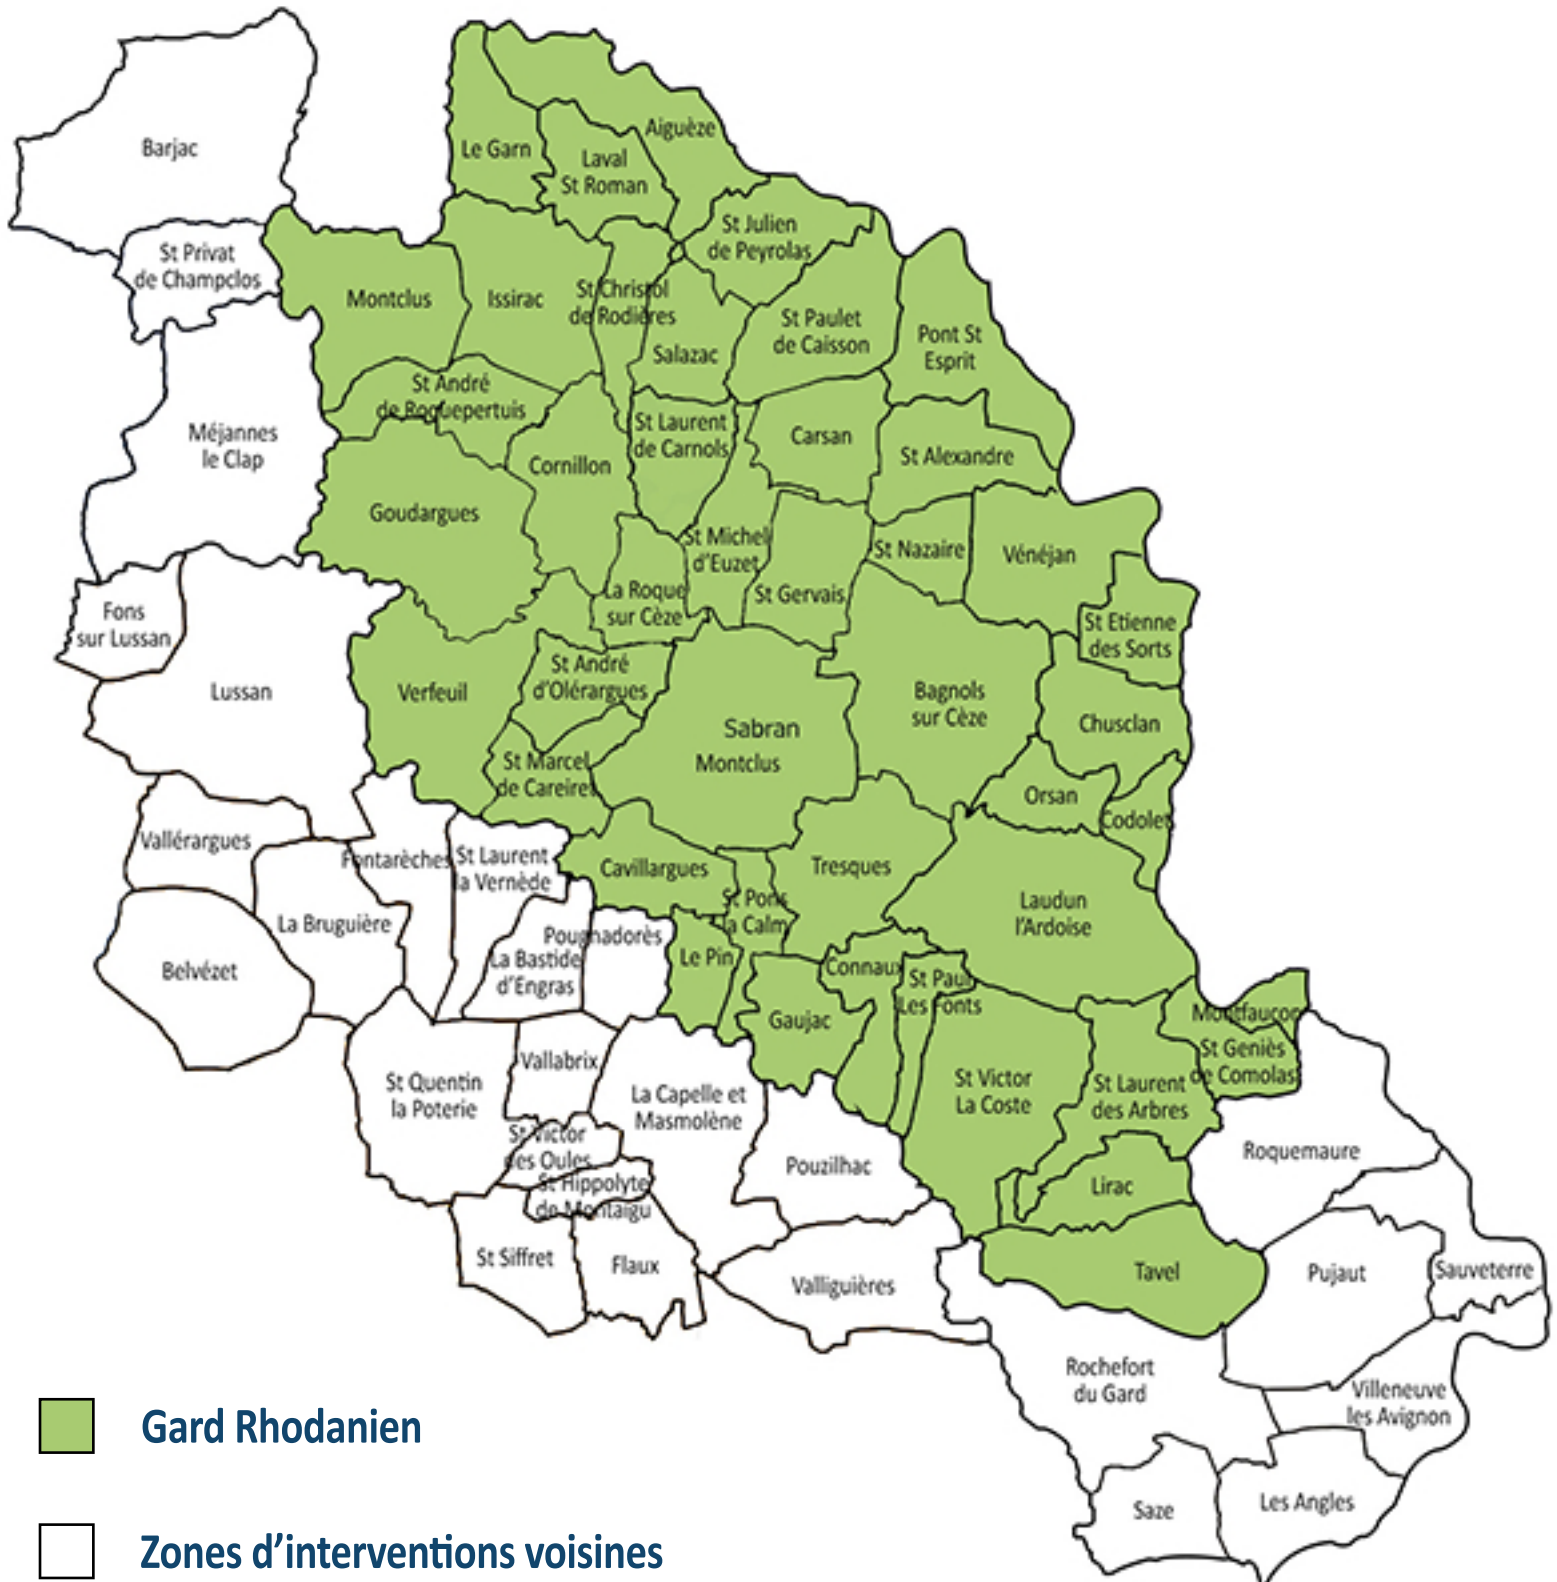 Barjac
Le Garn
Aiguèze
Laval
St Roman
St Julien
de Peyrolas
St Privat
de Champclos
Montclus
Issirac
St Christol
de Rodières
Salazac
St Paulet
de Caisson
Pont St
Esprit
St André
de Roquepertuis
Méjannes
le Clap
Cornillon
St Laurent
de Carnols
Carsan
St Alexandre
Goudargues
St Michel
d'Euzet
St Nazaire
Vénéjan
La Roque
sur Cèze
St Gervais
Fons
sur Lussan
St Etienne
des Sorts
Lussan
Verfeuil
St André
d'Olérargues
Sabran
Montclus
Bagnols
sur Cèze
Chusclan
St Marcel
de Careiret
Orsan
Codolet
Vallérargues
Fontarèches
St Laurent
la Vernède
Cavillargues
Tresques
St Pons
la Calm
Laudun
l'Ardoise
La Bruguière
Belvézet
Pougnadorès
La Bastide
d'Engras
Le Pin
Connaux
St Paul
Les Fonts
Gaujac
Montfaucon
St Geniès
de Comolas
St Quentin
la Poterie
Vallabrix
La Capelle et
Masmolène
St Victor
La Coste
St Laurent
des Arbres
St Victor
des Oules
St Hippolyte
de Montaigu
Pouzilhac
Lirac
Roquemaure
St Siffret
Flaux
Valliguières
Tavel
Pujaut
Sauveterre
Rochefort
du Gard
Villeneuve
les Avignon
Saze
Les Angles
Gard Rhodanien
Zones d'interventions voisines